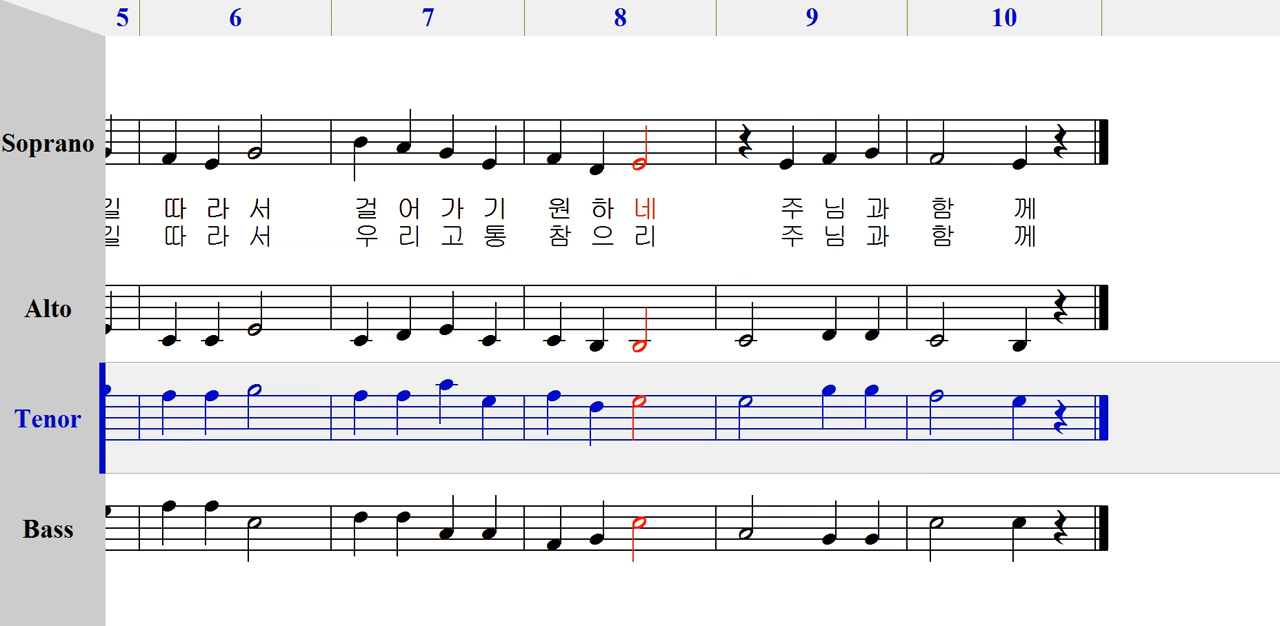 5 6 7 8 9 10
Soprano
길 따 라 서 걸 어 가 기 원 하 네 주 님 과 함 께
길 따 라 서 우 리 고 통 참 으 리 주 님 과 함 께
Alto
Tenor
Bass